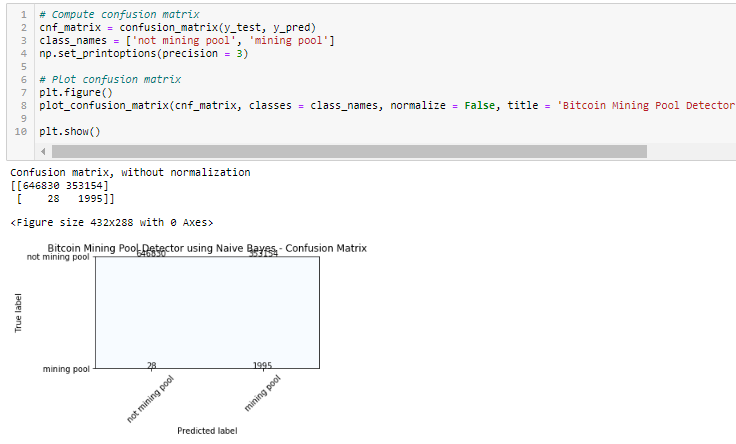 1 # Compute confusion matrix
2 cnf_matrix = confusion_matrix(y_test, y_pred)
3 class_names = ['not mining pool', 'mining pool']
4 np.set_printoptions(precision = 3)
5
6 # Plot confusion matrix
7 plt.figure()
8 plot_confusion_matrix(cnf_matrix, classes = class_names, normalize = False, title = 'Bitcoin Mining Pool Detector
9
10 plt.show()
Confusion matrix, without normalization
[[646830 353154]
[ 28 1995]]
<Figure size 432x288 with 0 Axes>
Bitcoin Mining Pool Detector using Naive Bayes - Confusion Matrix
646830 353154
not mining pool
True label
mining pool
28 1995
not mining pool mining pool
Predicted label